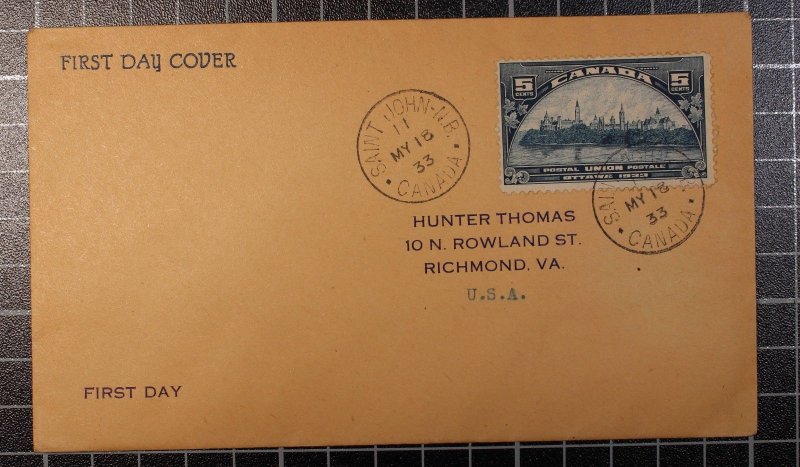 FIRST DAY COVER
5 CENTS CANADA 5 CENTS
POSTAL UNION POSTALE
OTTAWA 1933
SAINT JOHN-N.B.
11
MY 18
33
CANADA
SAIN
MY 18
33
CANADA
HUNTER THOMAS
10 N. ROWLAND ST.
RICHMOND, VA.
U.S.A.
FIRST DAY